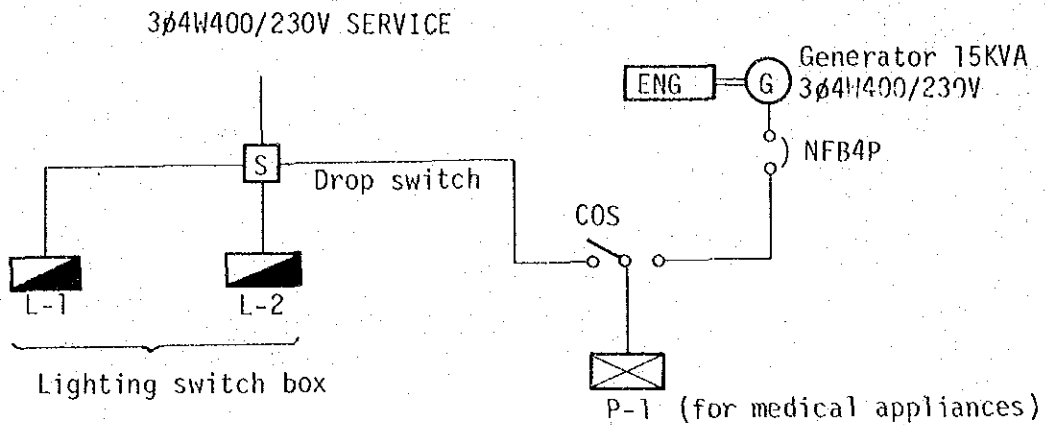 3ø4W400/230V SERVICE
Generator 15KVA
3ø4W400/230V
ENG
G
NFB4P
S
Drop switch
COS
L-1
L-2
Lighting switch box
P-1 (for medical appliances)